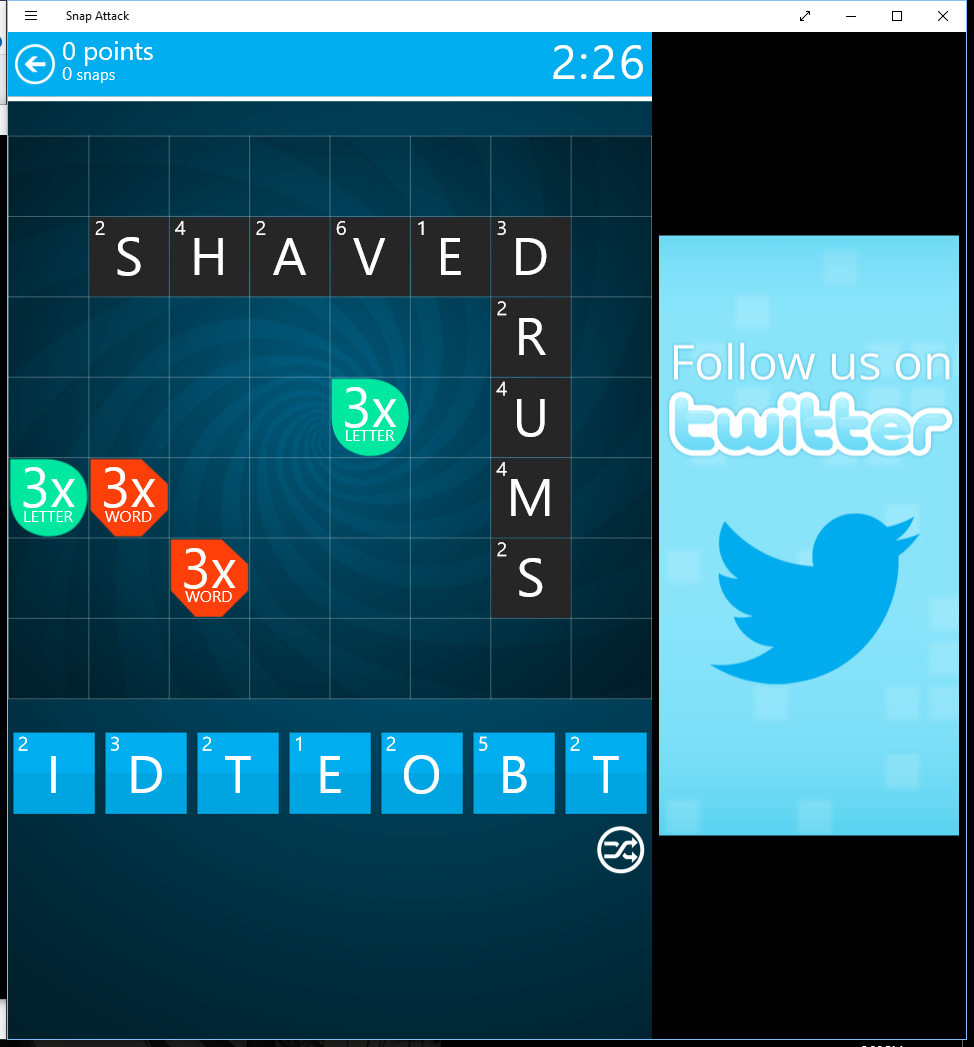 Snap Attack
0 points
0 snaps
2:26
2 S 4 H 2 A 6 V 1 E 3 D
2 R
4 U
3x
LETTER
4 M
3x
LETTER
3x
WORD
2 S
3x
WORD
2 I 3 D 2 T 1 E 2 O 5 B 2 T
Follow us on
twitter